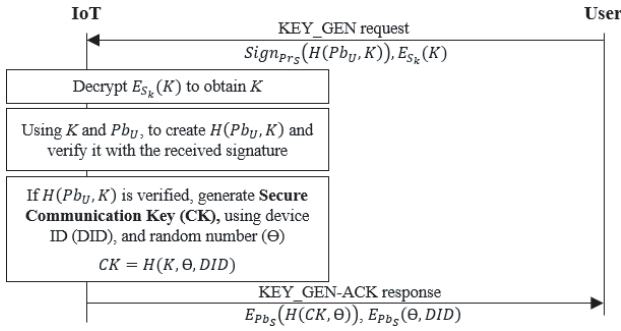 IoT User
KEY_GEN request
Sign_{Pr_S}(H(Pb_U, K)), E_{S_k}(K)
Decrypt E_{S_k}(K) to obtain K
Using K and Pb_U, to create H(Pb_U, K) and
verify it with the received signature
If H(Pb_U, K) is verified, generate Secure
Communication Key (CK), using device
ID (DID), and random number (Ө)
CK = H(K, Ө, DID)
KEY_GEN-ACK response
E_{Pb_S}(H(CK, Ө)), E_{Pb_S}(Ө, DID)